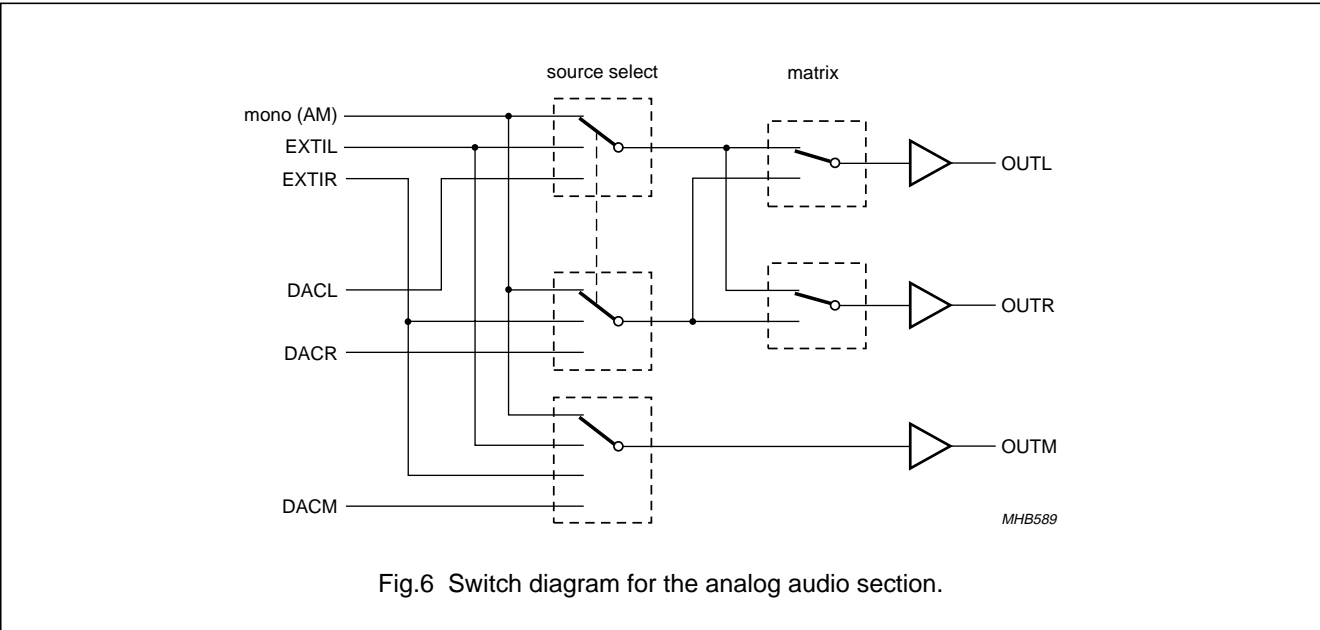 source select
matrix
mono (AM)
EXTIL
EXTIR
OUTL
DACL
OUTR
DACR
OUTM
DACM
MHB589
Fig.6 Switch diagram for the analog audio section.